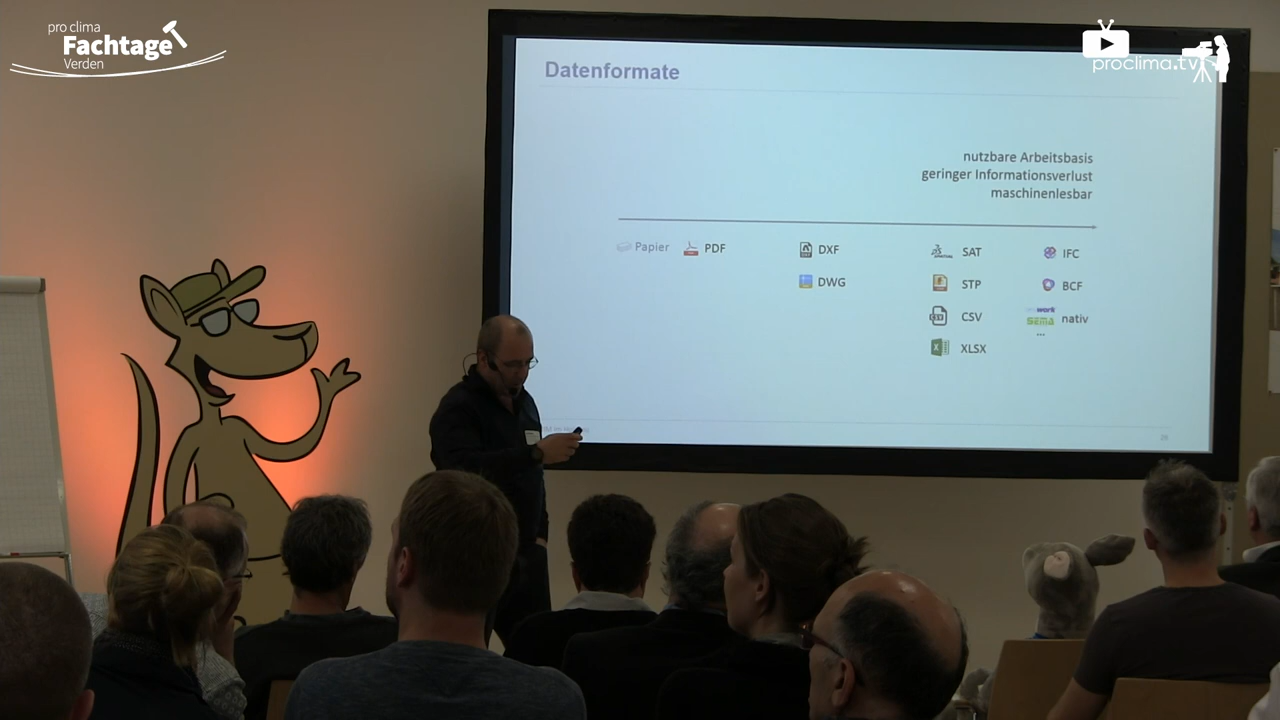 pro clima
Fachtage
Verden
proclima.tv
Datenformate
nutzbare Arbeitsbasis
geringer Informationsverlust
maschinenlesbar
Papier
PDF
DXF
DWG
SAT
STP
CSV
XLSX
IFC
BCF
SEMA
nativ
...